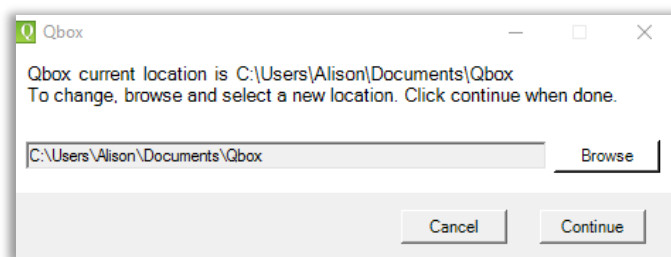 Q Qbox
Qbox current location is C:\Users\Alison\Documents\Qbox
To change, browse and select a new location. Click continue when done.
C:\Users\Alison\Documents\Qbox Browse
Cancel Continue